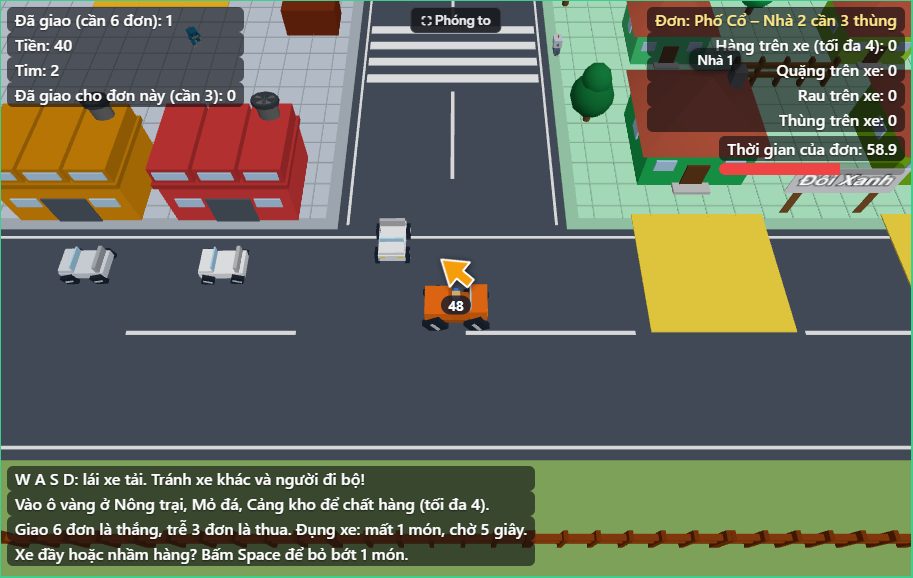 Đã giao (cần 6 đơn): 1
Tiền: 40
Tim: 2
Đã giao cho đơn này (cần 3): 0
Phóng to
Đơn: Phố Cổ – Nhà 2 cần 3 thùng
Hàng trên xe (tối đa 4): 0
Nhà 1
Quặng trên xe: 0
Rau trên xe: 0
Thùng trên xe: 0
Thời gian của đơn: 58.9
Đồi Xanh
48
W A S D: lái xe tải. Tránh xe khác và người đi bộ!
Vào ô vàng ở Nông trại, Mỏ đá, Cảng kho để chất hàng (tối đa 4).
Giao 6 đơn là thắng, trễ 3 đơn là thua. Đụng xe: mất 1 món, chờ 5 giây.
Xe đầy hoặc nhầm hàng? Bấm Space để bỏ bớt 1 món.